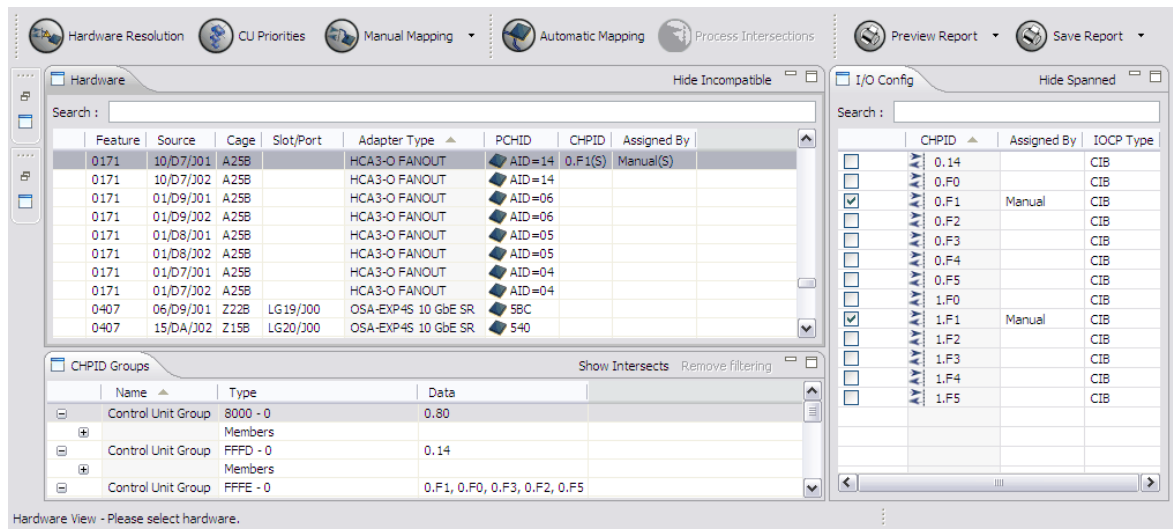 Hardware Resolution CU Priorities Manual Mapping Automatic Mapping Process Intersections Preview Report Save Report
Hardware Hide Incompatible
Search :
Feature Source Cage Slot/Port Adapter Type PCHID CHPID Assigned By
0171 10/D7/J01 A25B HCA3-O FANOUT AID=14 0.F1(S) Manual(S)
0171 10/D7/J02 A25B HCA3-O FANOUT AID=14
0171 01/D9/J01 A25B HCA3-O FANOUT AID=06
0171 01/D9/J02 A25B HCA3-O FANOUT AID=06
0171 01/D8/J01 A25B HCA3-O FANOUT AID=05
0171 01/D8/J02 A25B HCA3-O FANOUT AID=05
0171 01/D7/J01 A25B HCA3-O FANOUT AID=04
0171 01/D7/J02 A25B HCA3-O FANOUT AID=04
0407 06/D9/J01 Z22B LG19/J00 OSA-EXP4S 10 GbE SR 5BC
0407 15/DA/J02 Z15B LG20/J00 OSA-EXP4S 10 GbE SR 540
CHPID Groups Show Intersects Remove filtering
Name Type Data
Control Unit Group 8000 - 0 0.80
Members
Control Unit Group FFFD - 0 0.14
Members
Control Unit Group FFFE - 0 0.F1, 0.F0, 0.F3, 0.F2, 0.F5
I/O Config Hide Spanned
Search :
CHPID Assigned By IOCP Type
0.14 CIB
0.F0 CIB
0.F1 Manual CIB
0.F2 CIB
0.F3 CIB
0.F4 CIB
0.F5 CIB
1.F0 CIB
1.F1 Manual CIB
1.F2 CIB
1.F3 CIB
1.F4 CIB
1.F5 CIB
Hardware View - Please select hardware.